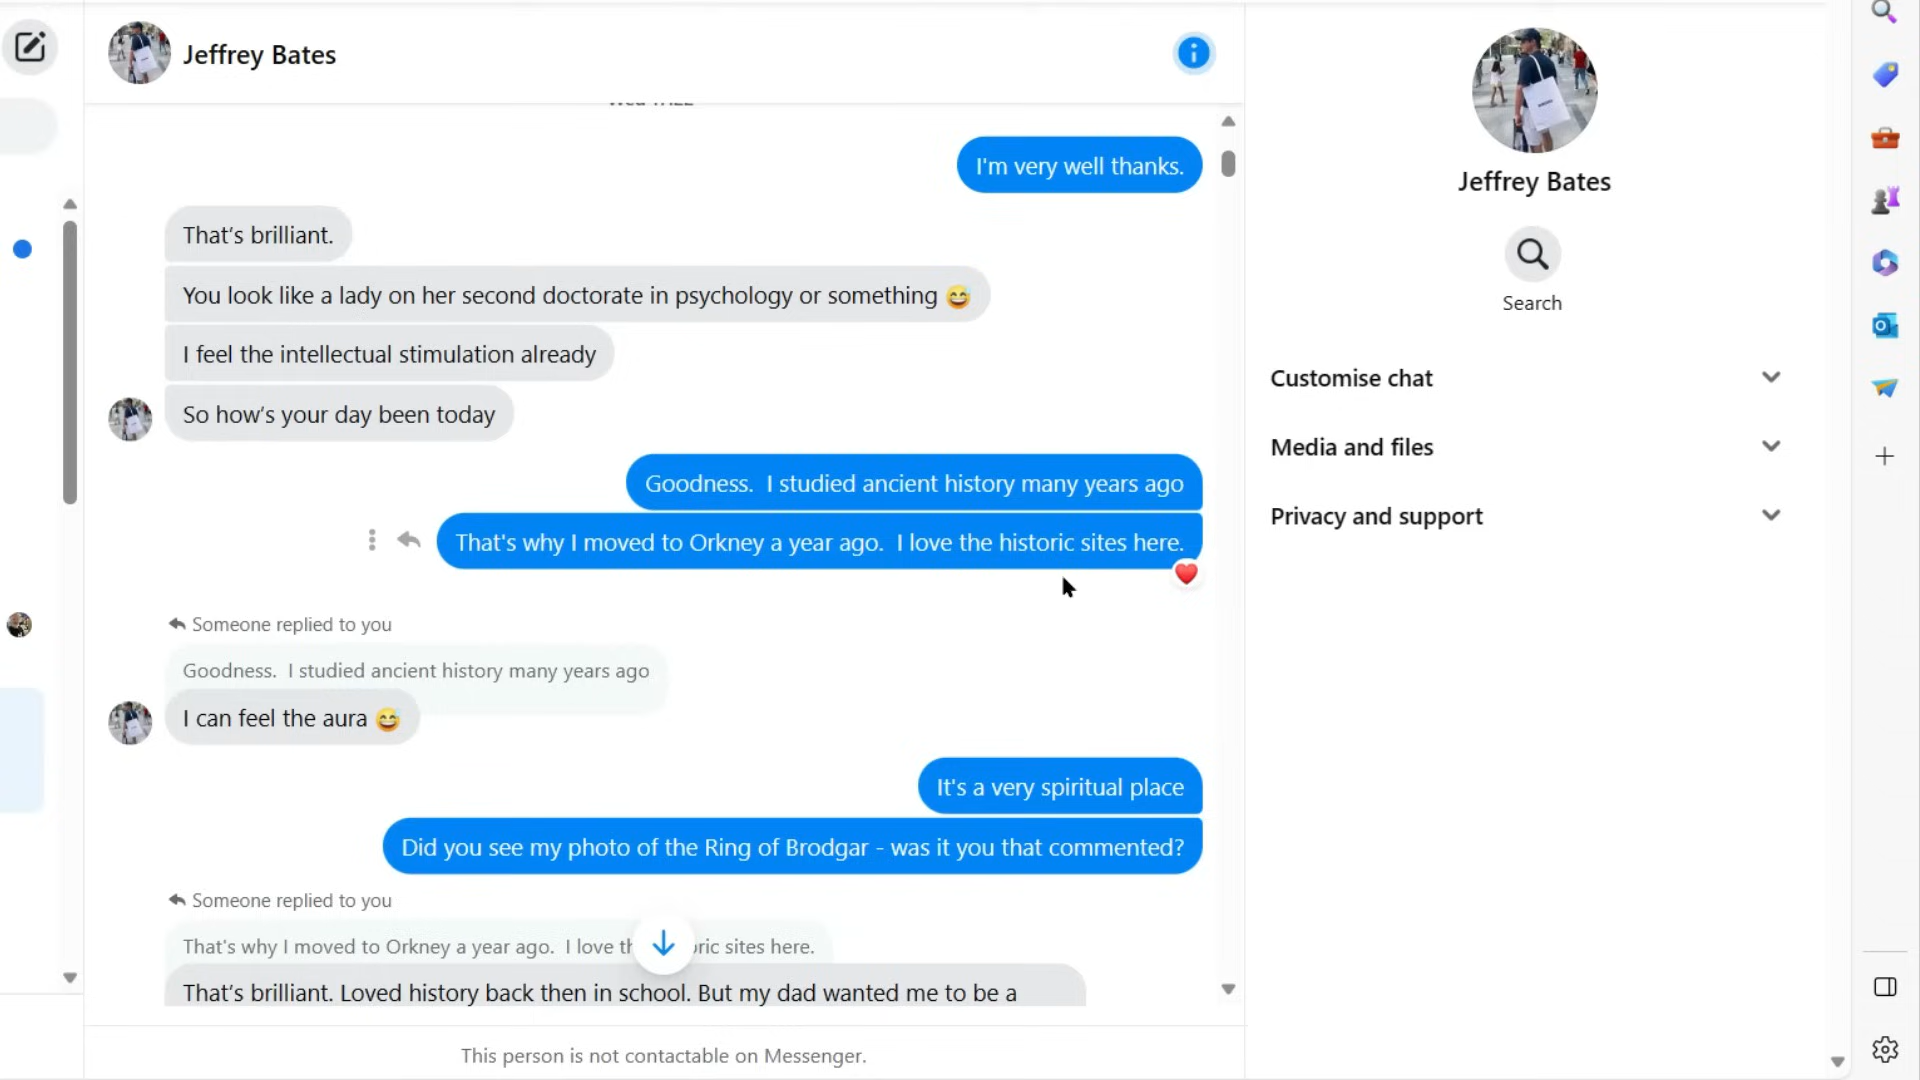 Jeffrey Bates
I'm very well thanks.
That's brilliant.
You look like a lady on her second doctorate in psychology or something 😅
I feel the intellectual stimulation already
So how's your day been today
Goodness.  I studied ancient history many years ago
That's why I moved to Orkney a year ago.  I love the historic sites here.
Someone replied to you
Goodness.  I studied ancient history many years ago
I can feel the aura 😅
It's a very spiritual place
Did you see my photo of the Ring of Brodgar - was it you that commented?
Someone replied to you
That's why I moved to Orkney a year ago.  I love th ric sites here.
That's brilliant. Loved history back then in school. But my dad wanted me to be a
This person is not contactable on Messenger.
Jeffrey Bates
Search
Customise chat
Media and files
Privacy and support